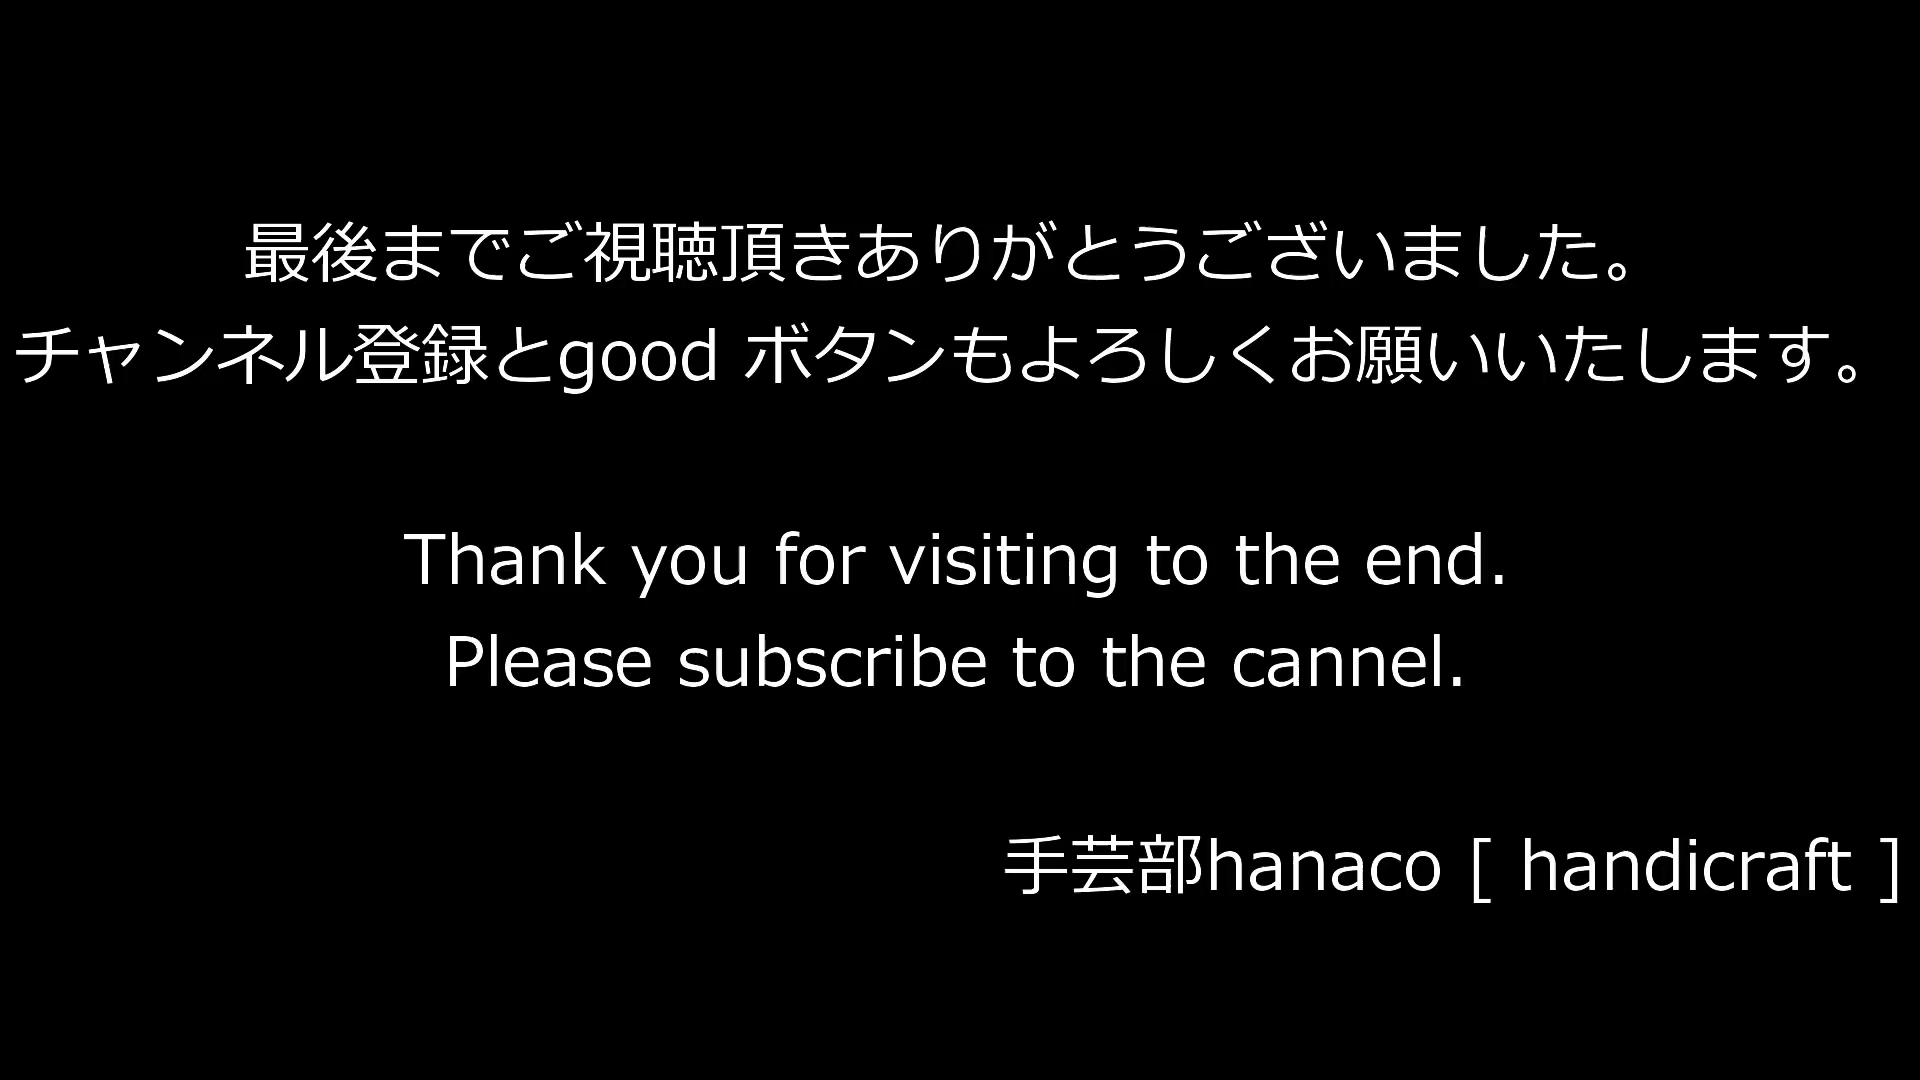 最後までご視聴頂きありがとうございました。
チャンネル登録とgood ボタンもよろしくお願いいたします。
Thank you for visiting to the end.
Please subscribe to the cannel.
手芸部hanaco [ handicraft ]